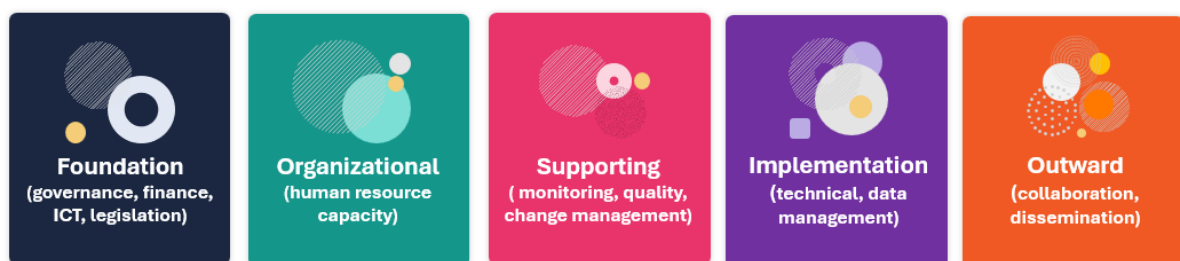 Foundation
(governance, finance,
ICT, legislation)
Organizational
(human resource
capacity)
Supporting
( monitoring, quality,
change management)
Implementation
(technical, data
management)
Outward
(collaboration,
dissemination)